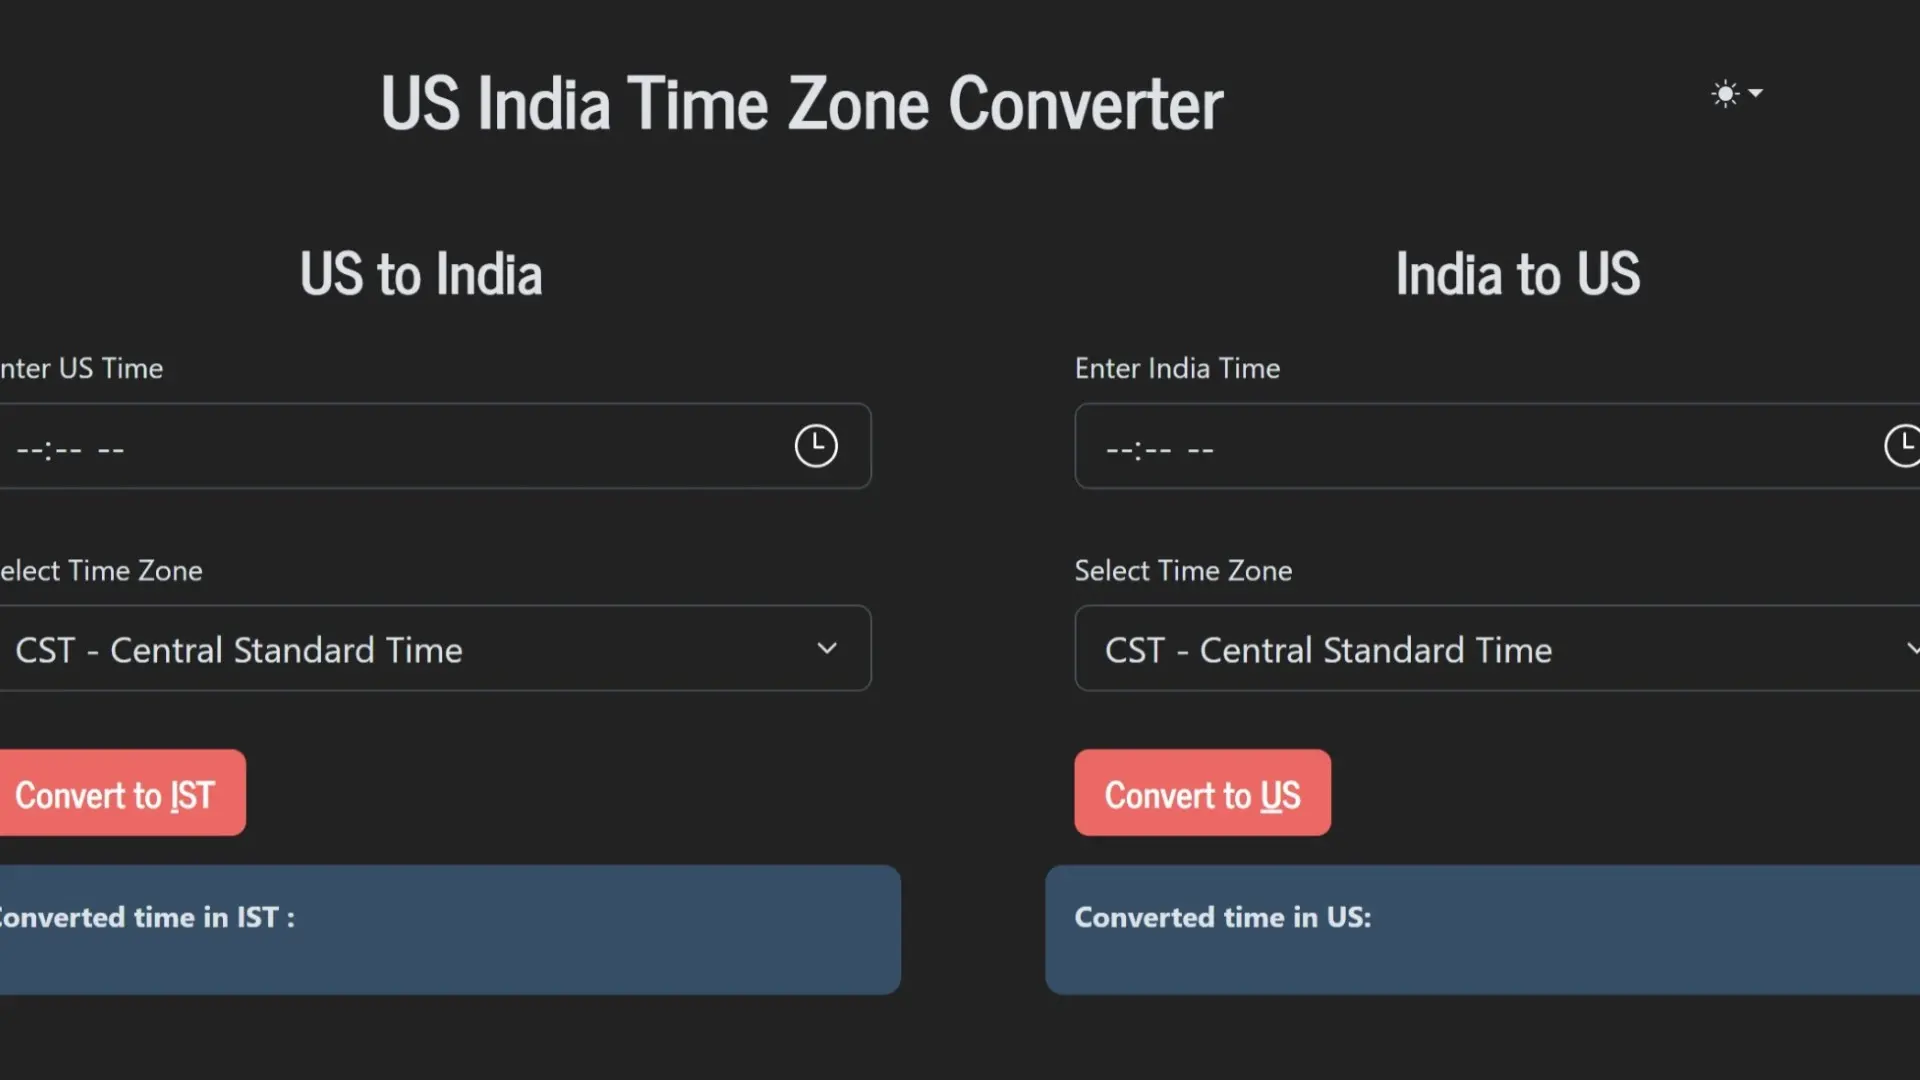 US India Time Zone Converter
US to India
nter US Time
--:-- --
elect Time Zone
CST - Central Standard Time
Convert to IST
onverted time in IST :
India to US
Enter India Time
--:-- --
Select Time Zone
CST - Central Standard Time
Convert to US
Converted time in US: